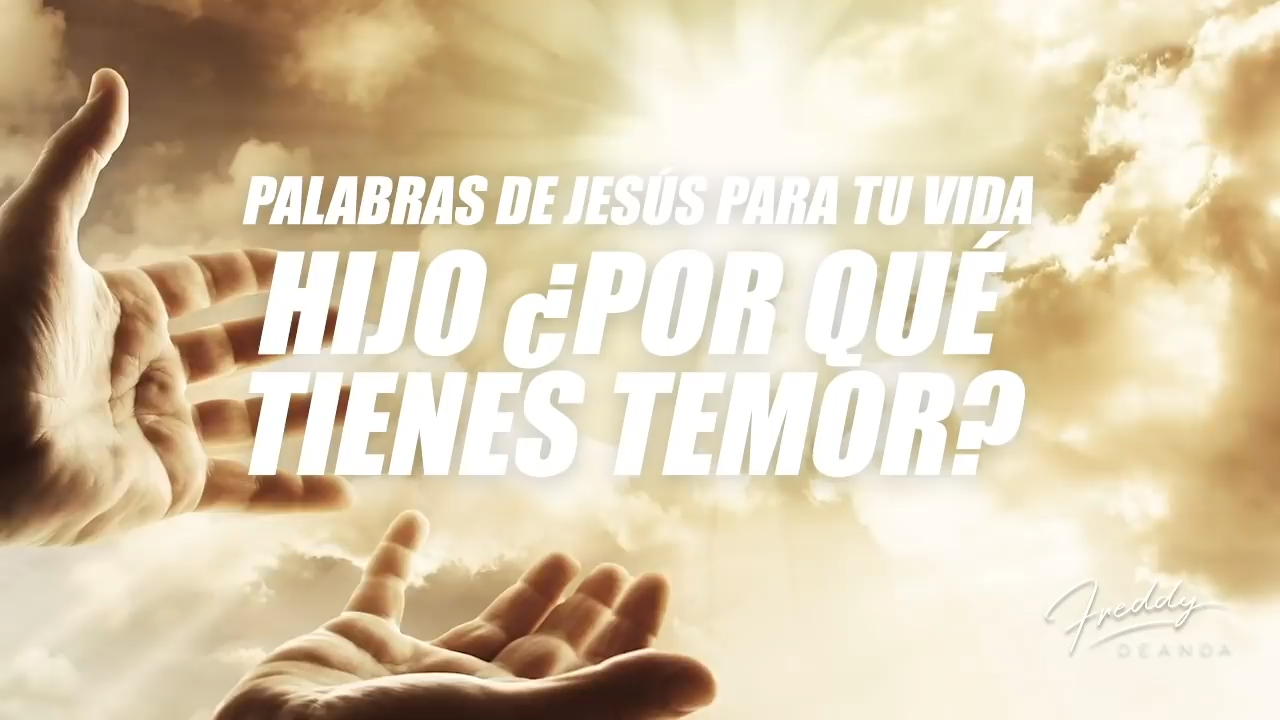 PALABRAS DE JESÚS PARA TU VIDA
HIJO ¿POR QUÉ
TIENES TEMOR?
Freddy
DEANDA